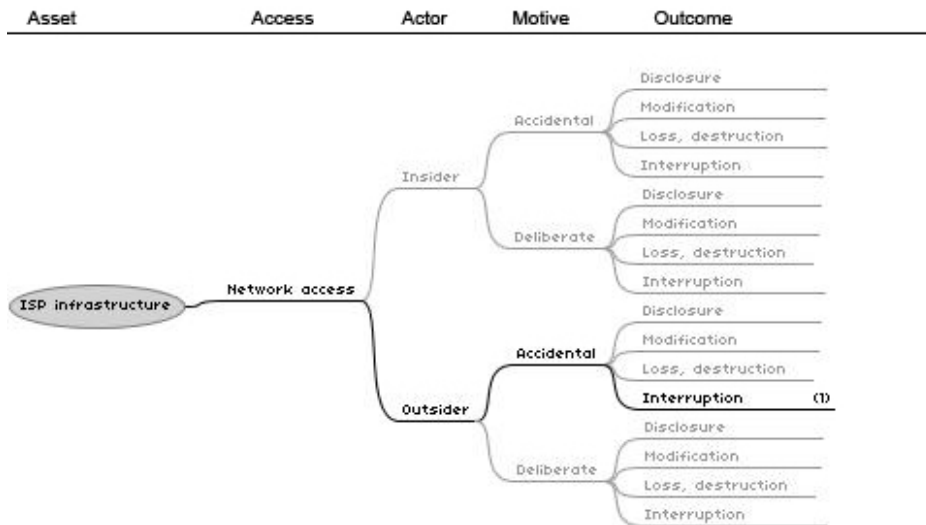 Asset Access Actor Motive Outcome
Disclosure
Modification
Accidental
Loss, destruction
Interruption
Insider
Disclosure
Modification
Deliberate
Loss, destruction
Interruption
Network access
ISP infrastructure
Disclosure
Modification
Accidental
Loss, destruction
Interruption (1)
Outsider
Disclosure
Modification
Deliberate
Loss, destruction
Interruption